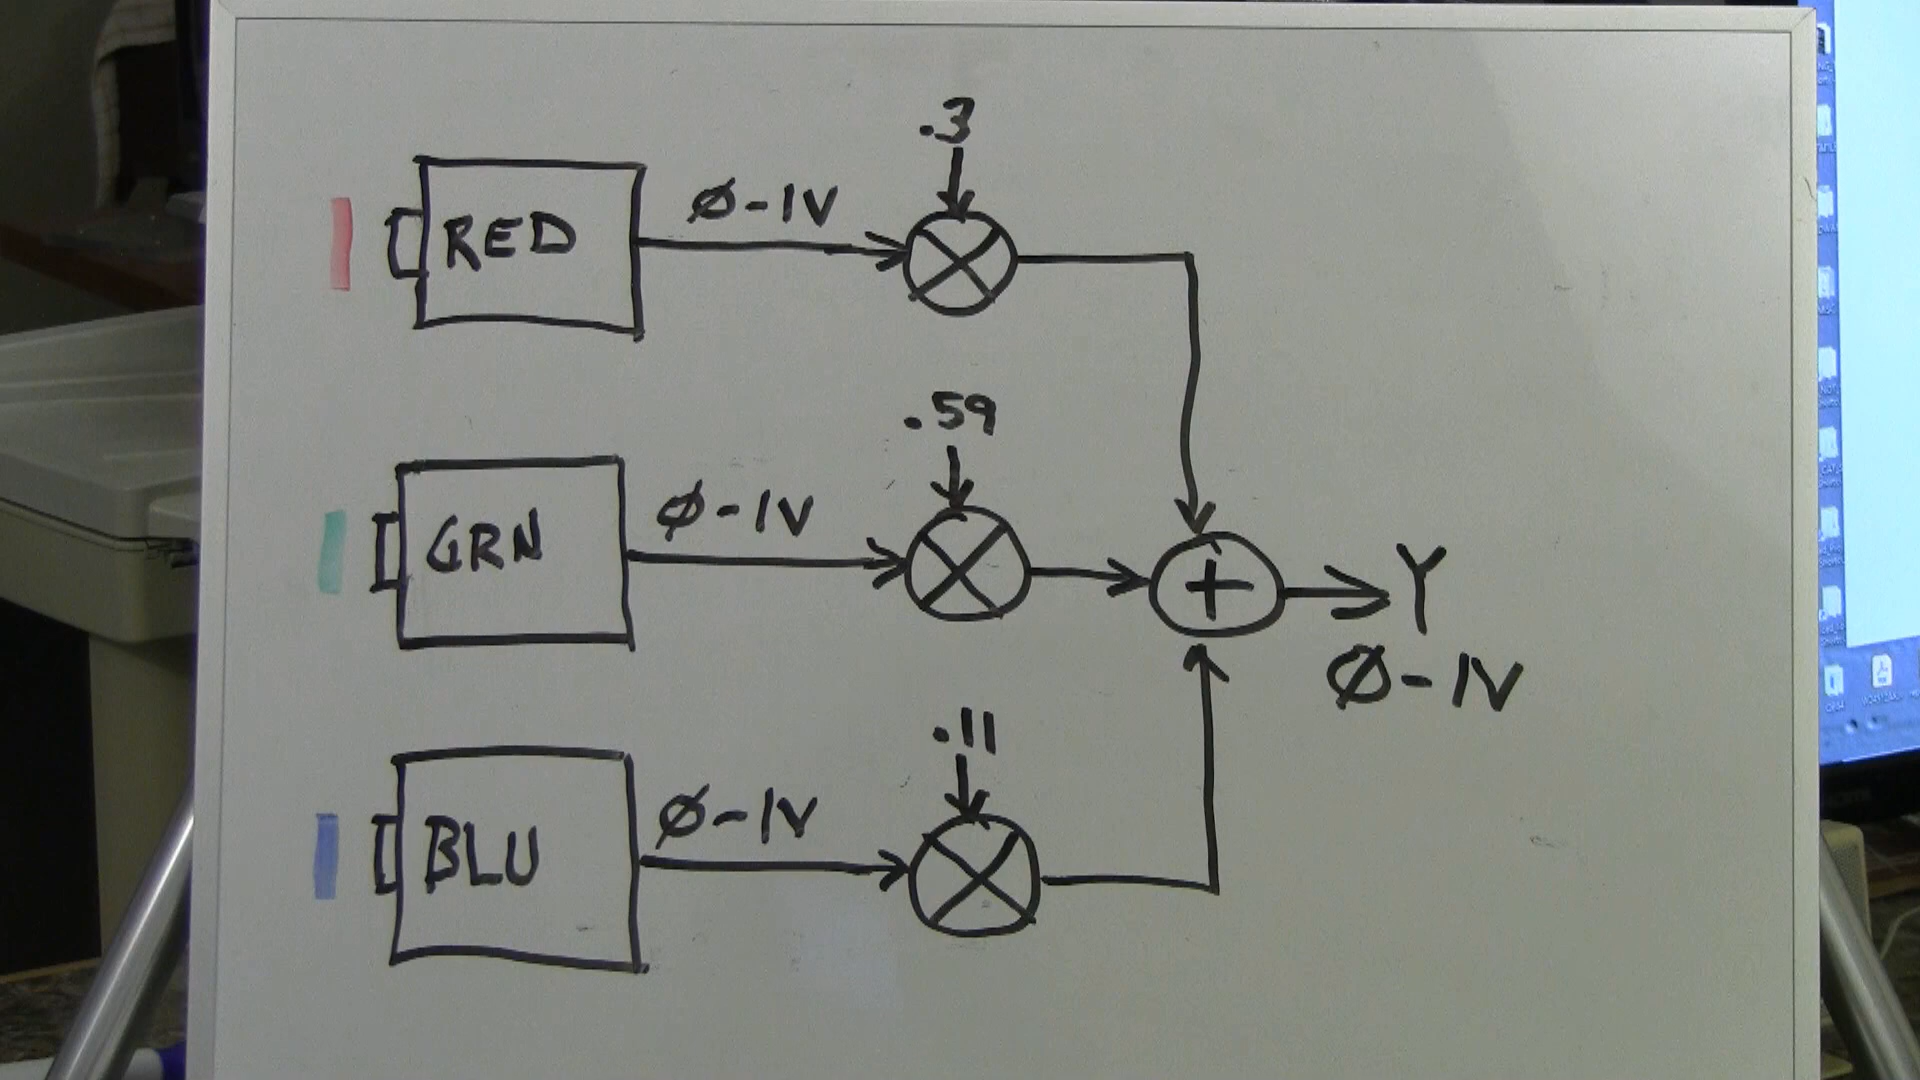 .3
RED
Ø-1V
.59
GRN
Ø-1V
Y
Ø-1V
.11
BLU
Ø-1V